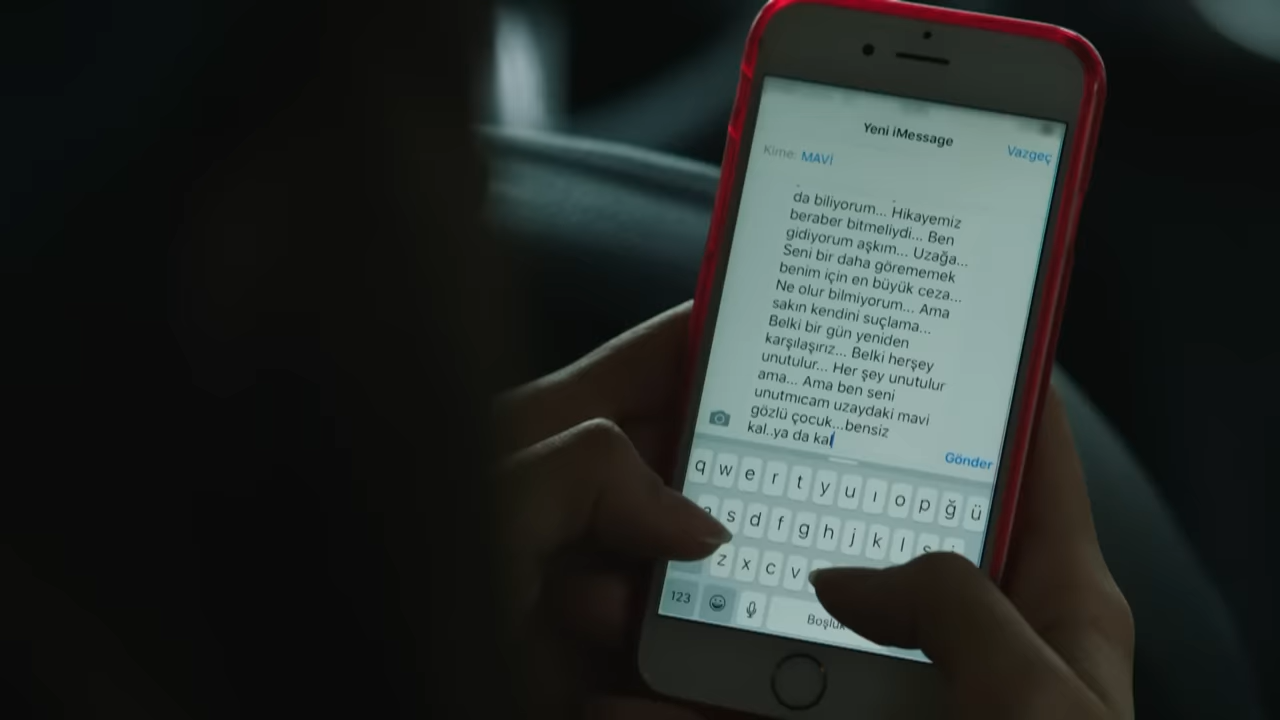 Yeni iMessage
Vazgeç
Kime: MAVİ
da biliyorum... Hikayemiz
beraber bitmeliydi... Ben
gidiyorum aşkım... Uzağa...
Seni bir daha görememek
benim için en büyük ceza...
Ne olur bilmiyorum... Ama
sakın kendini suçlama...
Belki bir gün yeniden
karşılaşırız... Belki herşey
unutulur... Her şey unutulur
ama... Ama ben seni
unutmıcam uzaydaki mavi
gözlü çocuk...bensiz
kal..ya da kal
Gönder
q w e r t y u ı o p ğ ü
a s d f g h j k l ş i
z x c v
123
Boşluk